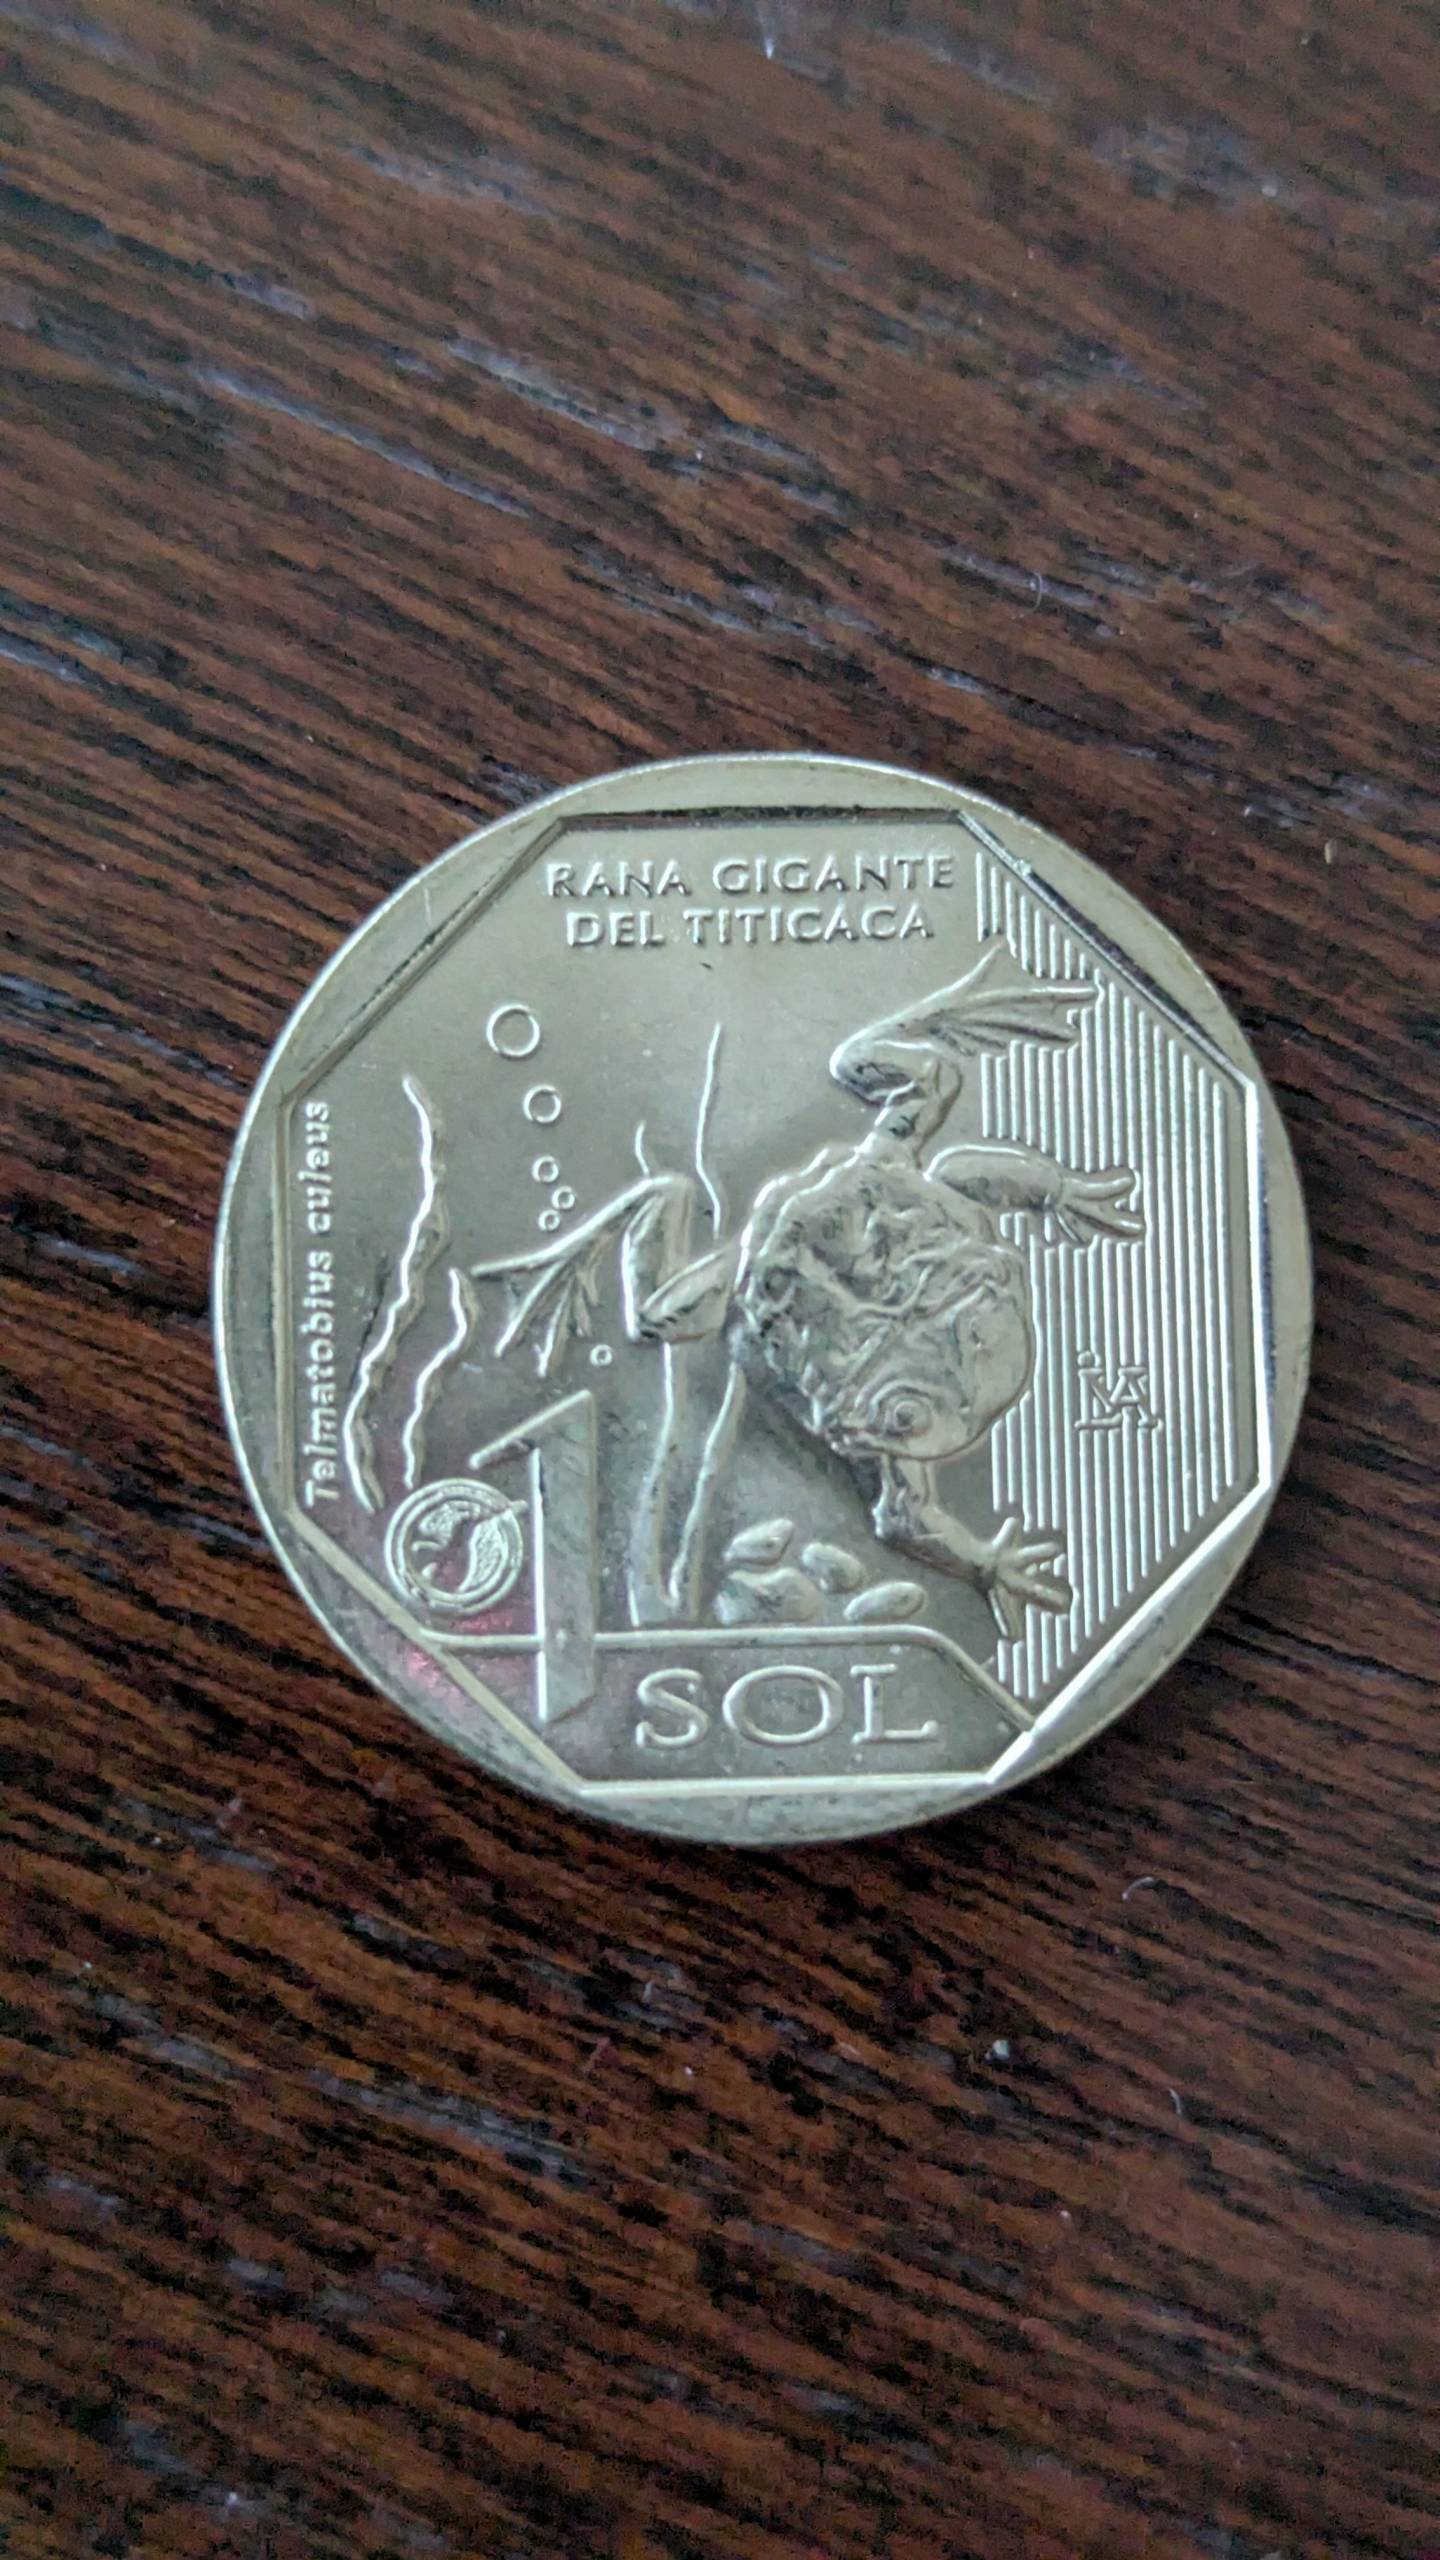 RANA GIGANTE
DEL TITICACA
Telmatobius culeus
1
SOL